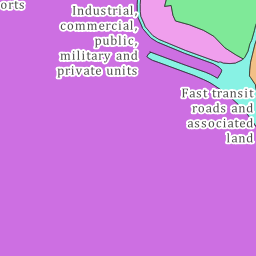 orts
Industrial,
commercial,
public,
military and
private units
Fast transit
roads and
associated
land